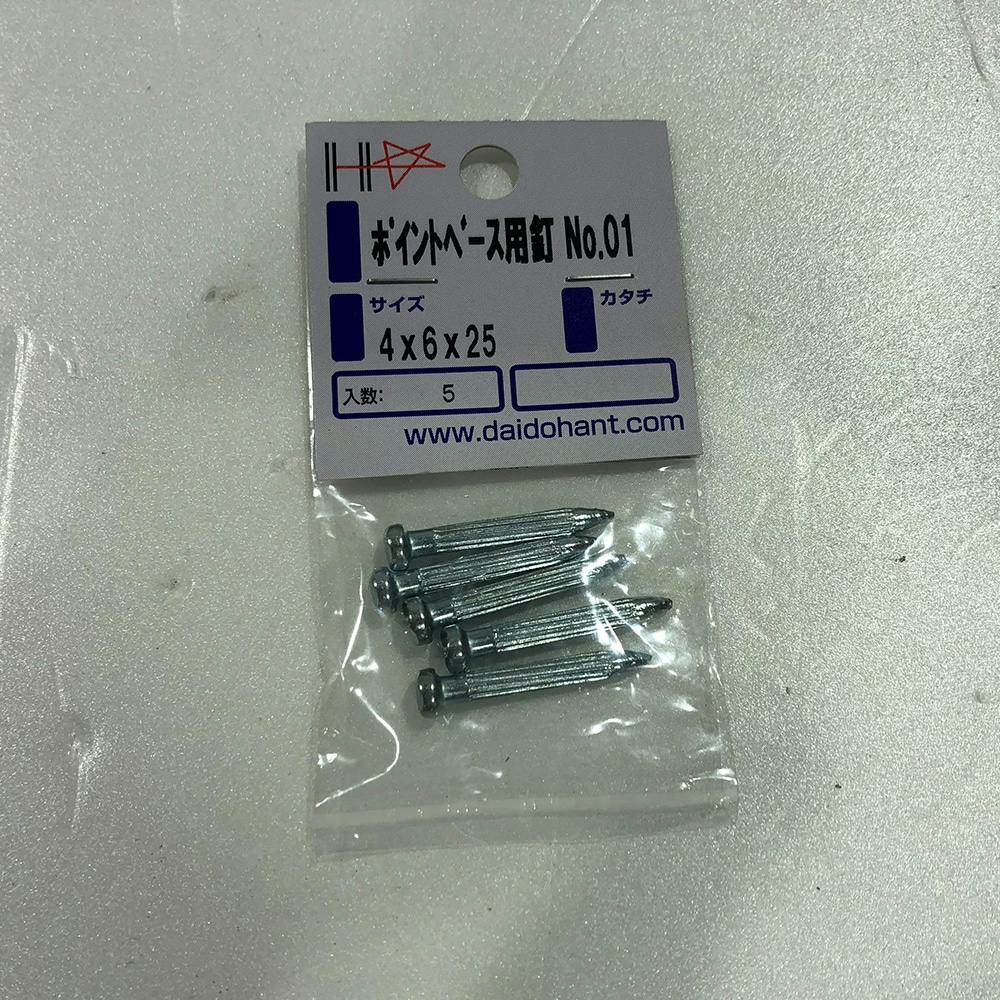 ポイントベース用釘 No.01
サイズ
カタチ
4x6x25
入数: 5
www.daidohant.com